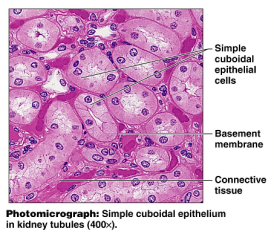 Simple
cuboidal
epithelial
cells
Basement
membrane
Connective
tissue
Photomicrograph: Simple cuboidal epithelium
in kidney tubules (400×).